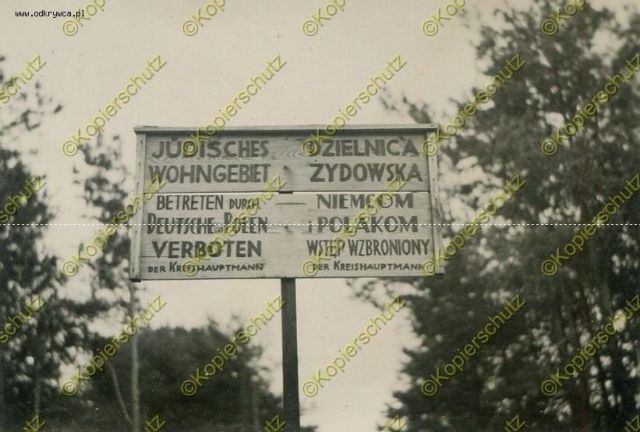 www.odkrywca.pl
JÜDISCHES
WOHNGEBIET
BETRETEN DURCH
DEUTSCHE U. POLEN
VERBOTEN
DER KREISHAUPTMANN
DZIELNICA
ŻYDOWSKA
NIEMCOM
I POLAKOM
WSTĘP WZBRONIONY
DER KREISHAUPTMANN
©Kopierschutz